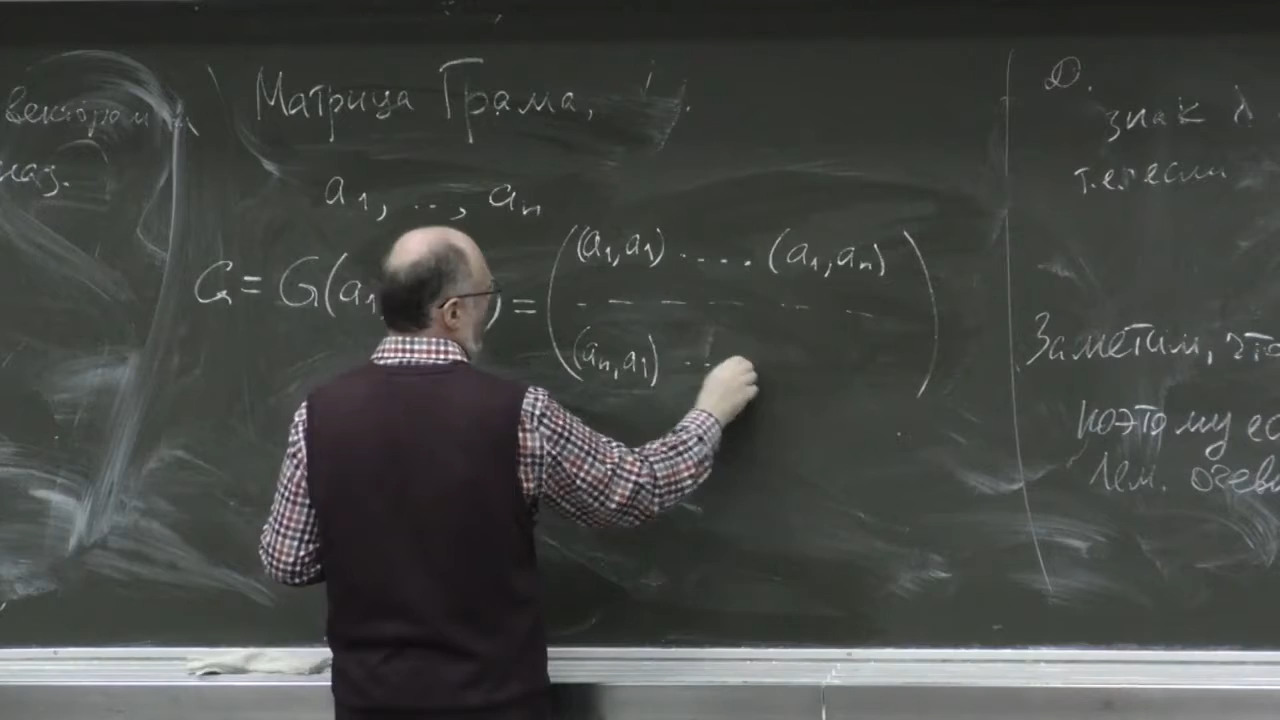 векторами
наз.
Матрица Грама,
a₁, ..., aₙ
G = G(a₁ ) = ( (a₁,a₁) ..... (a₁,aₙ)
- - - - - -
(aₙ,a₁) ... )
D.
знак λ
т.е если
Заметим, что
поэтому ес
Лем. очеви